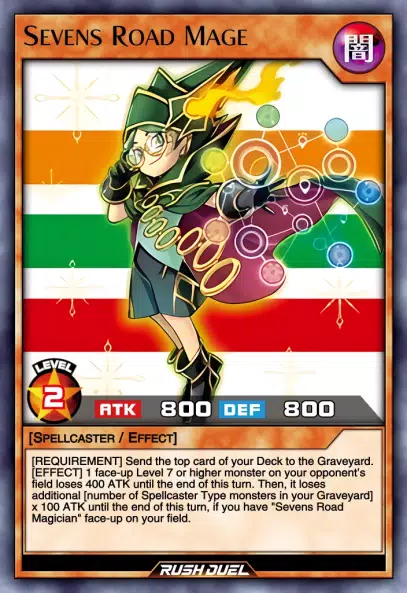 SEVENS ROAD MAGE
闇
LEVEL
2
ATK 800 DEF 800
[SPELLCASTER / EFFECT]
[REQUIREMENT] Send the top card of your Deck to the Graveyard.
[EFFECT] 1 face-up Level 7 or higher monster on your opponent's
field loses 400 ATK until the end of this turn. Then, it loses
additional [number of Spellcaster Type monsters in your Graveyard]
x 100 ATK until the end of this turn, if you have "Sevens Road
Magician" face-up on your field.
RUSH DUEL